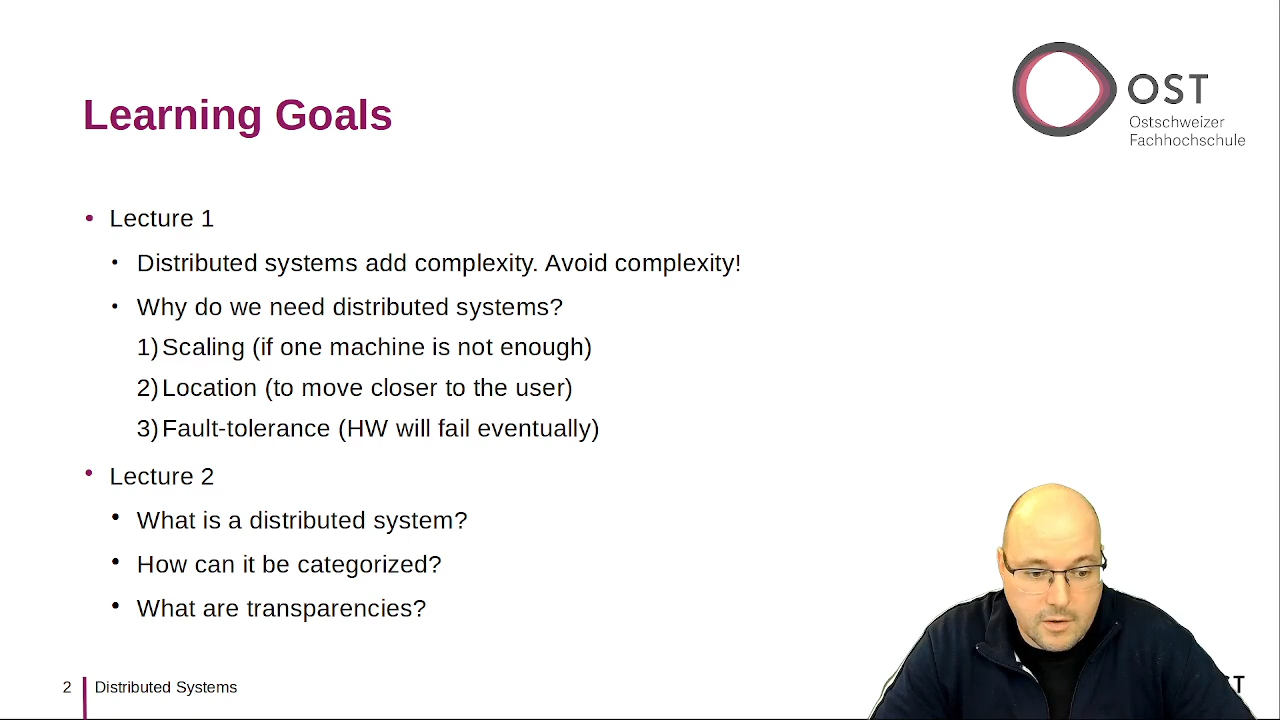 OST
Ostschweizer
Fachhochschule
Learning Goals
• Lecture 1
• Distributed systems add complexity. Avoid complexity!
• Why do we need distributed systems?
1) Scaling (if one machine is not enough)
2) Location (to move closer to the user)
3) Fault-tolerance (HW will fail eventually)
• Lecture 2
• What is a distributed system?
• How can it be categorized?
• What are transparencies?
2 Distributed Systems